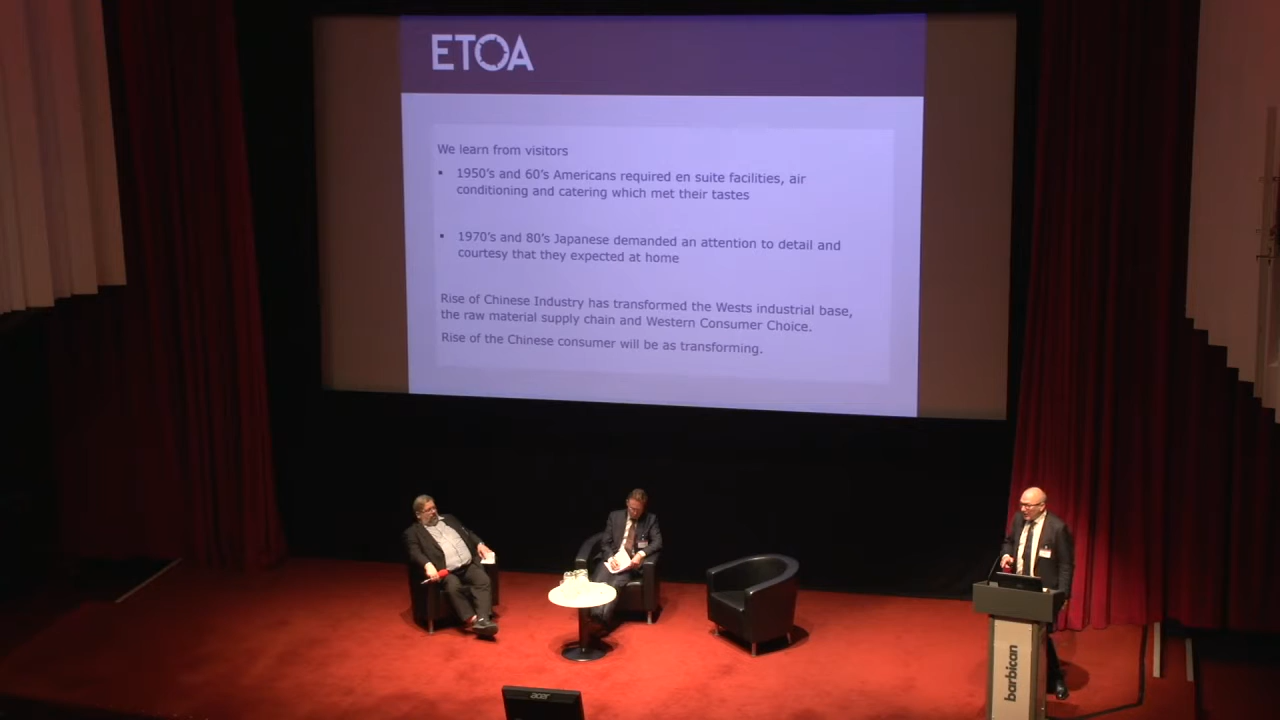 ETOA
We learn from visitors
▪ 1950's and 60's Americans required en suite facilities, air
conditioning and catering which met their tastes
▪ 1970's and 80's Japanese demanded an attention to detail and
courtesy that they expected at home
Rise of Chinese Industry has transformed the Wests industrial base,
the raw material supply chain and Western Consumer Choice.
Rise of the Chinese consumer will be as transforming.
barbican
acer